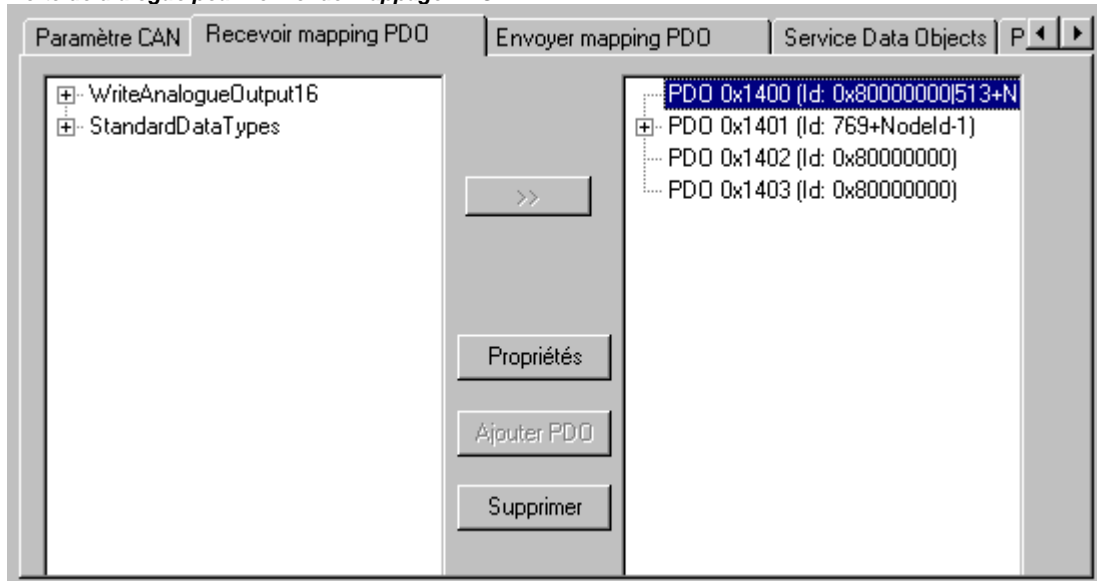 Paramètre CAN
Recevoir mapping PDO
Envoyer mapping PDO
Service Data Objects
P
WriteAnalogueOutput16
StandardDataTypes
>>
Propriétés
Ajouter PDO
Supprimer
PDO 0x1400 (Id: 0x80000000|513+N
PDO 0x1401 (Id: 769+NodeId-1)
PDO 0x1402 (Id: 0x80000000)
PDO 0x1403 (Id: 0x80000000)